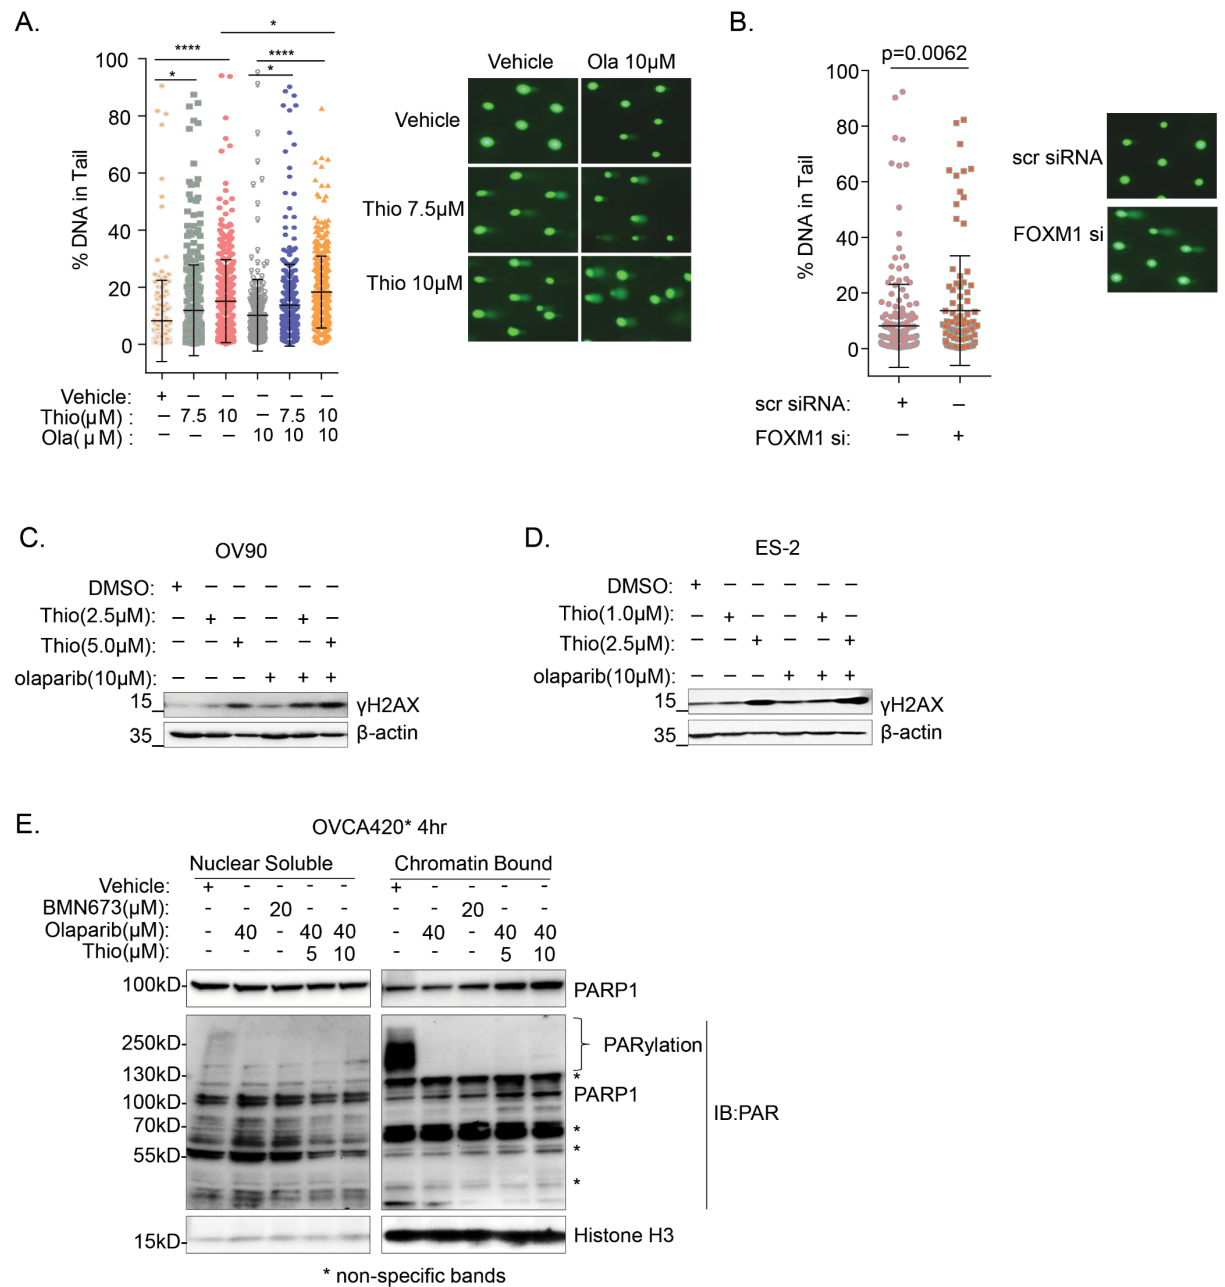 A.
* 
**** ****
* *
100
80
60
40
20
0
% DNA in Tail
Vehicle: + – – – – –
Thio(µM) : – 7.5 10 – 7.5 10
Ola( µ M) : – – – 10 10 10
Vehicle Ola 10µM
Vehicle
Thio 7.5µM
Thio 10µM
B.
p=0.0062
100
80
60
40
20
0
% DNA in Tail
scr siRNA: + –
FOXM1 si: – +
scr siRNA
FOXM1 si
C.
OV90
DMSO: + – – – – –
Thio(2.5µM): – + – – + –
Thio(5.0µM): – – + – – +
olaparib(10µM): – – – + + +
15 γH2AX
35 β-actin
D.
ES-2
DMSO: + – – – – –
Thio(1.0µM): – + – – + –
Thio(2.5µM): – – + – – +
olaparib(10µM): – – – + + +
15 γH2AX
35 β-actin
E.
OVCA420* 4hr
Nuclear Soluble Chromatin Bound
Vehicle: + - - - - + - - - -
BMN673(µM): - - 20 - - - - 20 - -
Olaparib(µM): - 40 - 40 40 - 40 - 40 40
Thio(µM): - - - 5 10 - - - 5 10
100kD PARP1
250kD PARylation
130kD *
100kD PARP1
70kD *
55kD *
*
IB:PAR
15kD Histone H3
* non-specific bands